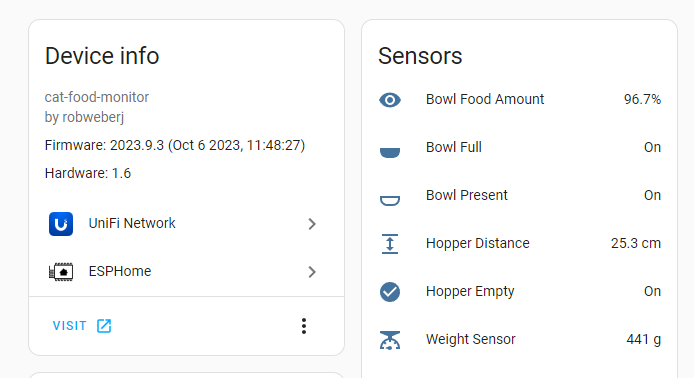 Device info
cat-food-monitor
by robweberj
Firmware: 2023.9.3 (Oct 6 2023, 11:48:27)
Hardware: 1.6
UniFi Network
ESPHome
VISIT
Sensors
Bowl Food Amount 96.7%
Bowl Full On
Bowl Present On
Hopper Distance 25.3 cm
Hopper Empty On
Weight Sensor 441 g